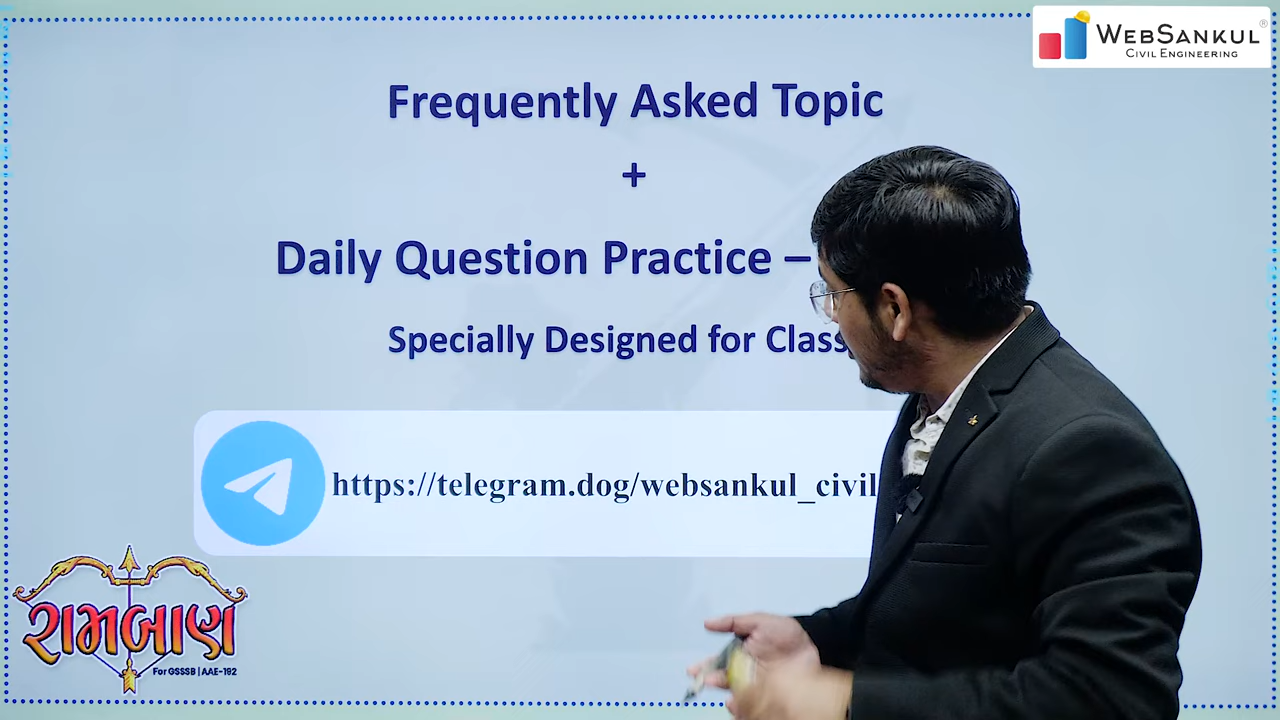 WEBSANKUL®
CIVIL ENGINEERING
Frequently Asked Topic
+
Daily Question Practice –
Specially Designed for Class
https://telegram.dog/websankul_civil
રામબાણ
For GSSSB | AAE-192